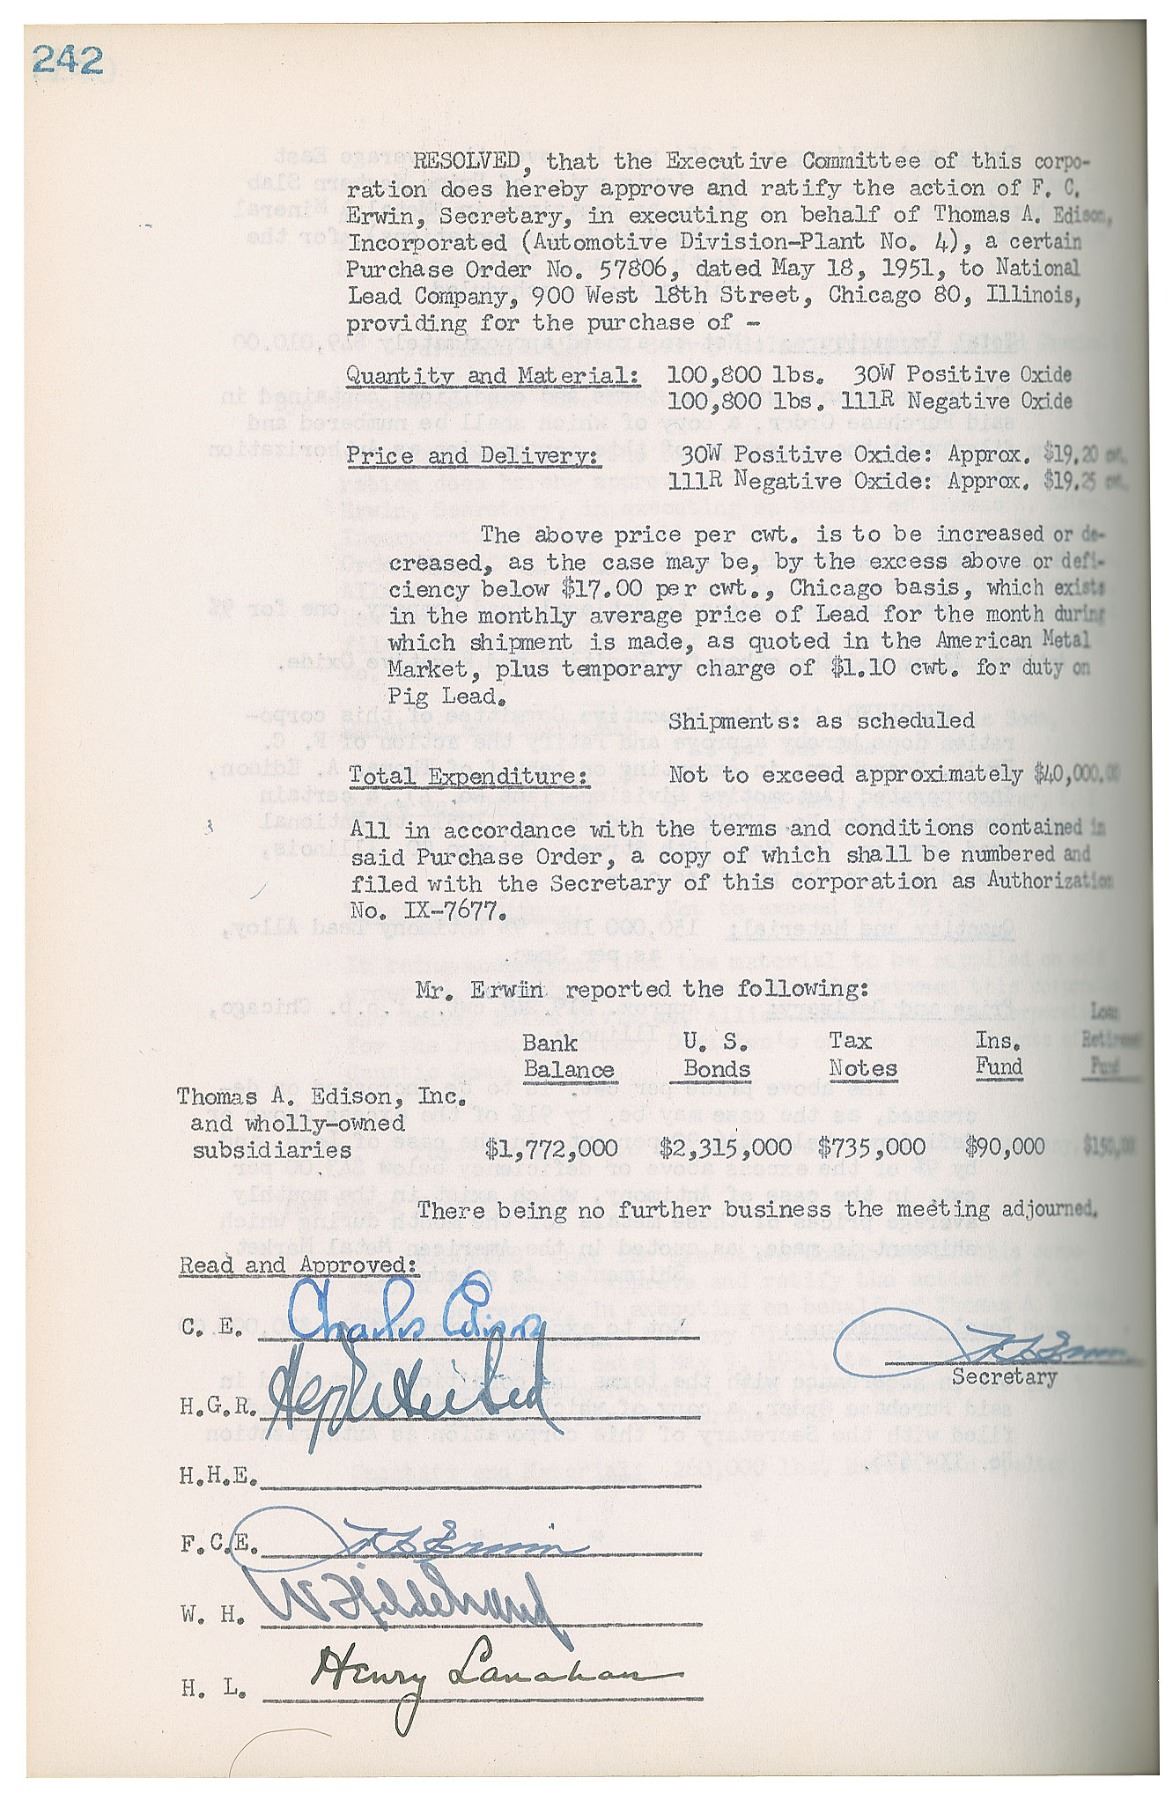 242
RESOLVED, that the Executive Committee of this corpo-
ration does hereby approve and ratify the action of F. C.
Erwin, Secretary, in executing on behalf of Thomas A. Edison,
Incorporated (Automotive Division-Plant No. 4), a certain
Purchase Order No. 57806, dated May 18, 1951, to National
Lead Company, 900 West 18th Street, Chicago 80, Illinois,
providing for the purchase of -
Quantity and Material: 100,800 lbs. 30W Positive Oxide
100,800 lbs. 111R Negative Oxide
Price and Delivery: 30W Positive Oxide: Approx. $19.20
111R Negative Oxide: Approx. $19.25
The above price per cwt. is to be increased or de-
creased, as the case may be, by the excess above or defi-
ciency below $17.00 per cwt., Chicago basis, which exists
in the monthly average price of Lead for the month during
which shipment is made, as quoted in the American Metal
Market, plus temporary charge of $1.10 cwt. for duty on
Pig Lead.
Shipments: as scheduled
Total Expenditure: Not to exceed approximately $40,000.00
All in accordance with the terms and conditions contained in
said Purchase Order, a copy of which shall be numbered and
filed with the Secretary of this corporation as Authorization
No. IX-7677.
Mr. Erwin reported the following:
Loan
Bank U. S. Tax Ins. Retirement
Balance Bonds Notes Fund Fund
Thomas A. Edison, Inc.
and wholly-owned
subsidiaries $1,772,000 $2,315,000 $735,000 $90,000
There being no further business the meeting adjourned.
Read and Approved:
C. E. Charles Edison
Secretary
H.G.R.
H.H.E.
F.C.E. F C Erwin
W. H.
H. L. Henry Lanahan